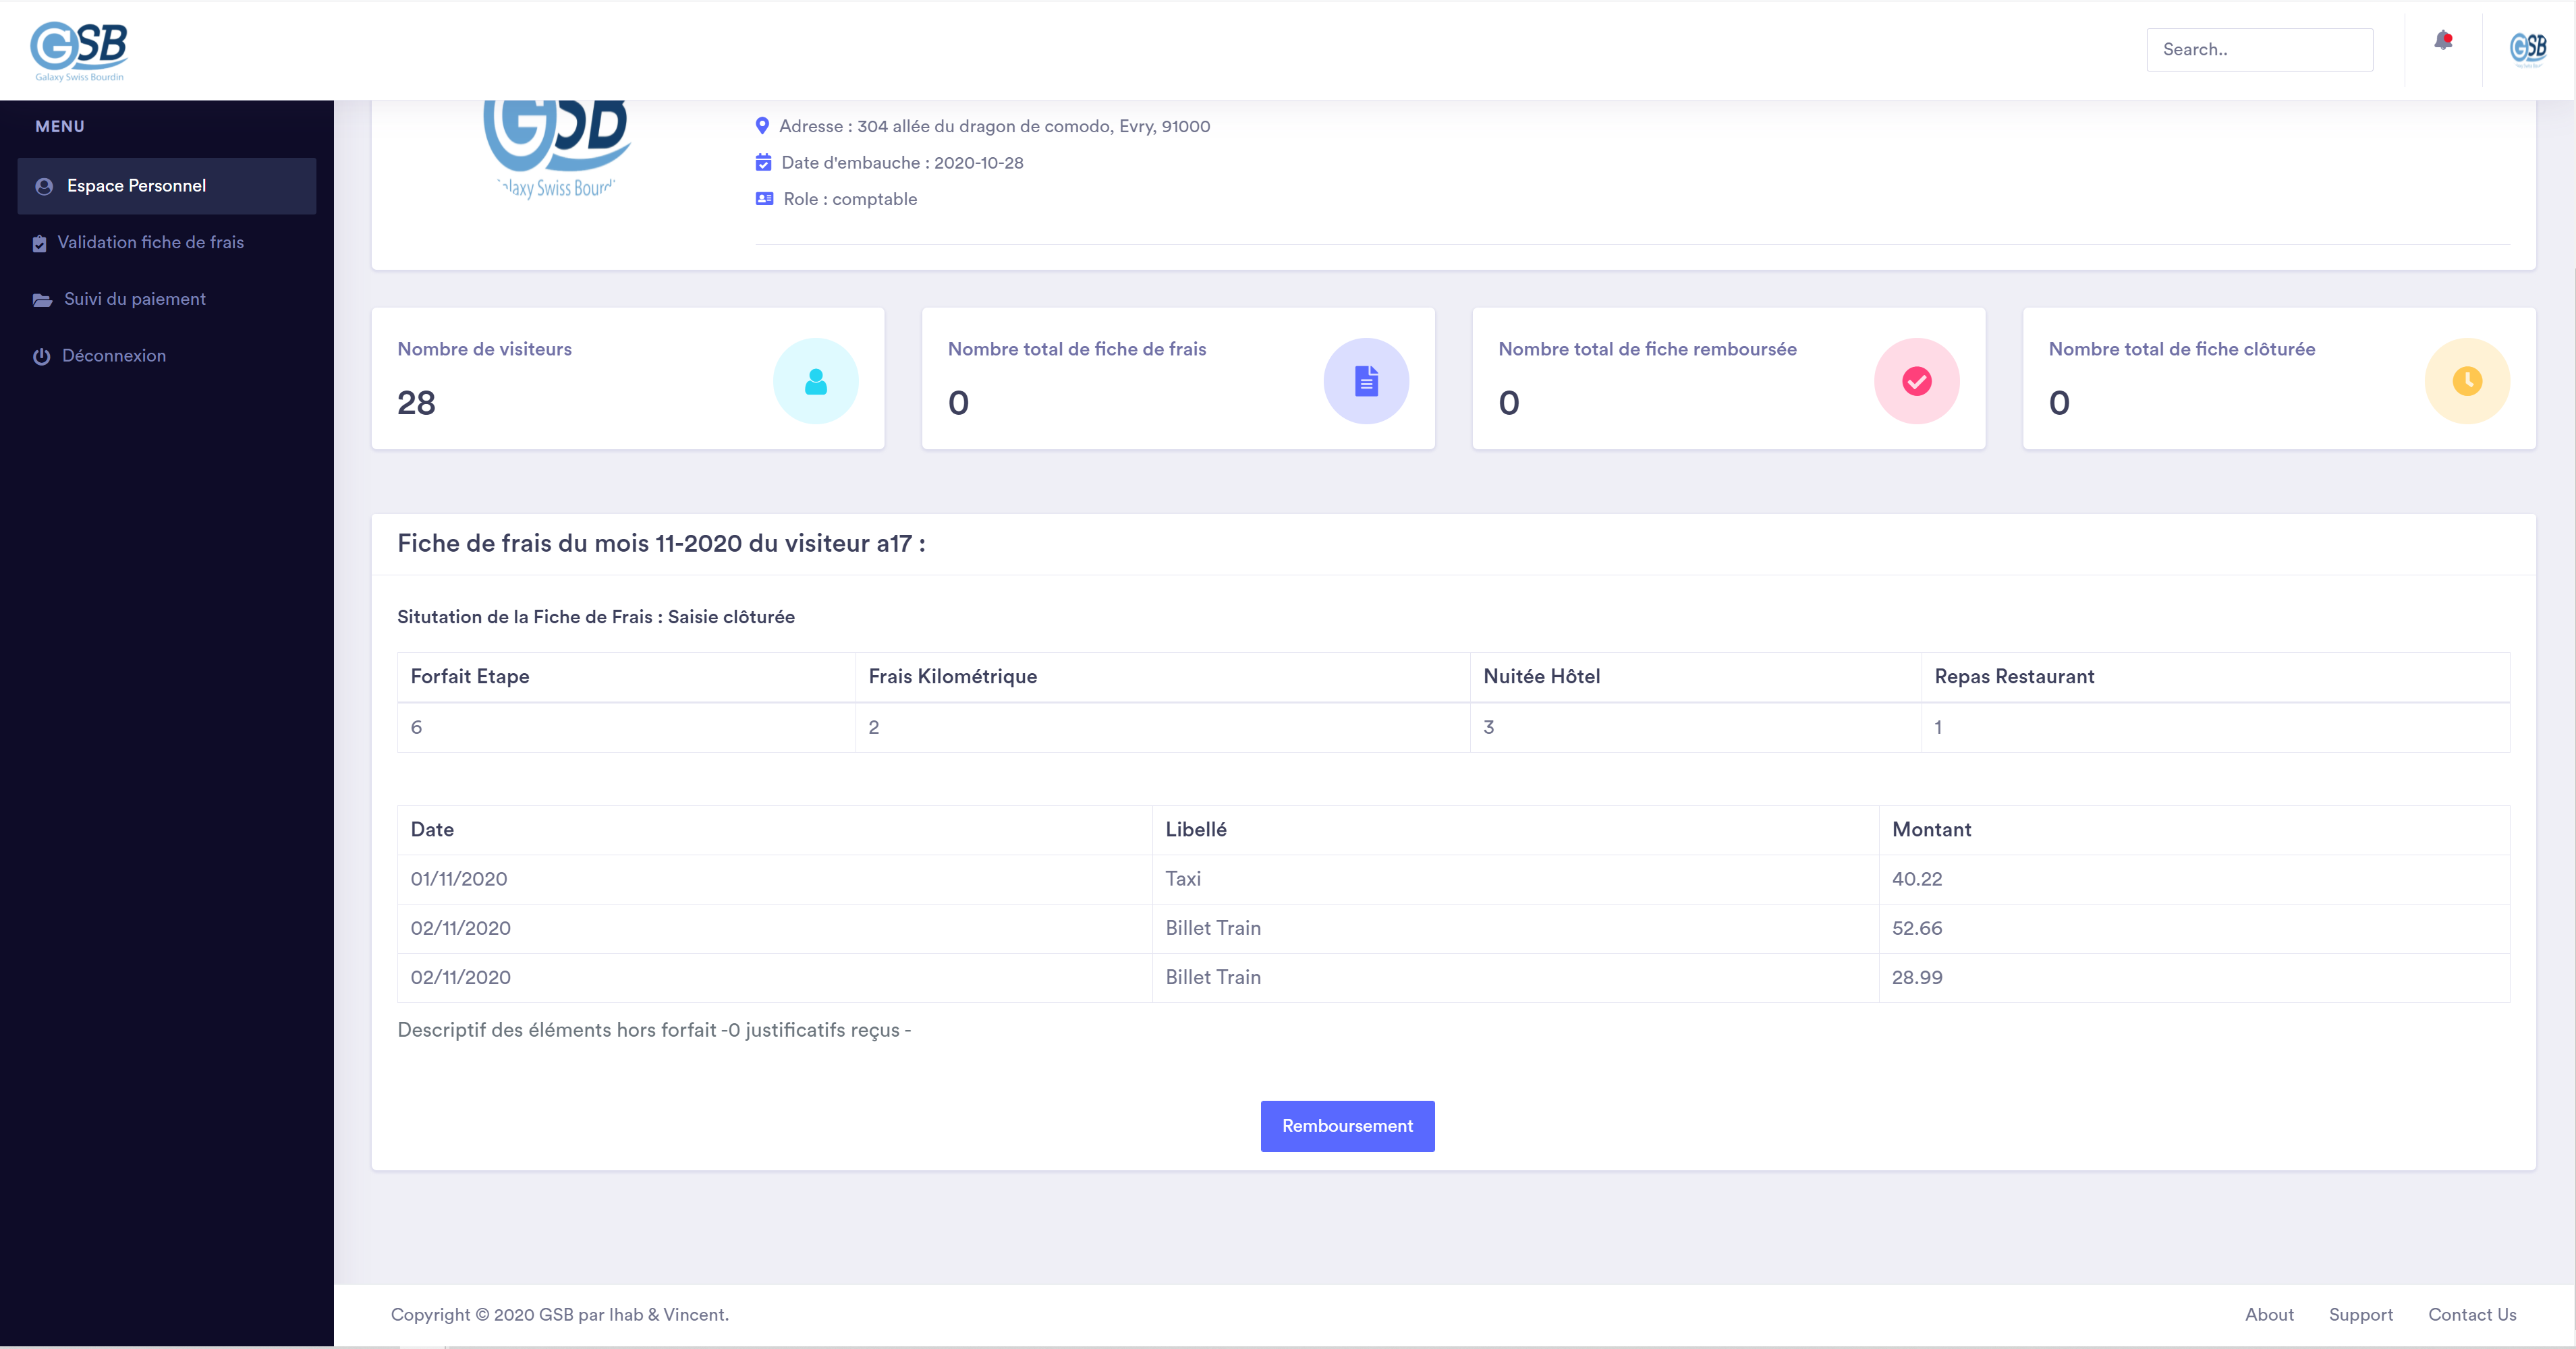 GSB
Galaxy Swiss Bourdin
Search..
GSB
MENU
Espace Personnel
Validation fiche de frais
Suivi du paiement
Déconnexion
GSB
Galaxy Swiss Bourdin
Adresse : 304 allée du dragon de comodo, Evry, 91000
Date d'embauche : 2020-10-28
Role : comptable
Nombre de visiteurs
28
Nombre total de fiche de frais
0
Nombre total de fiche remboursée
0
Nombre total de fiche clôturée
0
Fiche de frais du mois 11-2020 du visiteur a17 :
Situtation de la Fiche de Frais : Saisie clôturée
Forfait Etape Frais Kilométrique Nuitée Hôtel Repas Restaurant
6 2 3 1
Date Libellé Montant
01/11/2020 Taxi 40.22
02/11/2020 Billet Train 52.66
02/11/2020 Billet Train 28.99
Descriptif des éléments hors forfait -0 justificatifs reçus -
Remboursement
Copyright © 2020 GSB par Ihab & Vincent.
About Support Contact Us